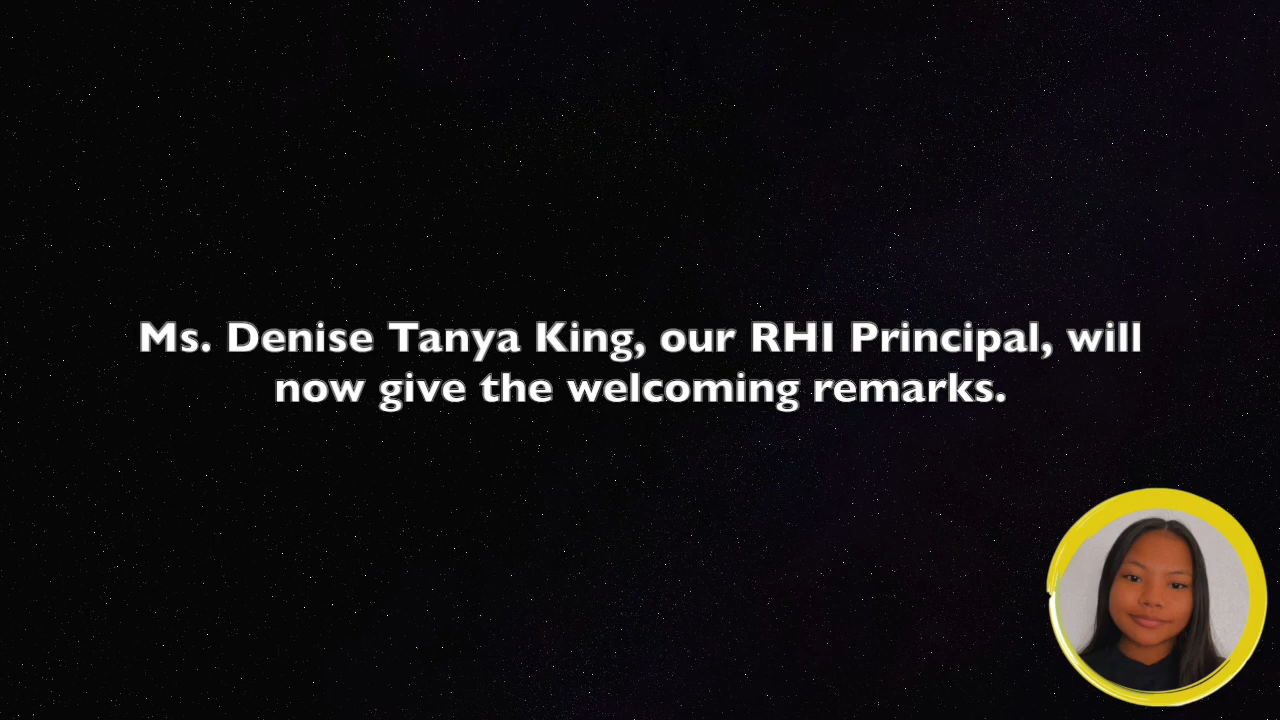 Ms. Denise Tanya King, our RHI Principal, will
now give the welcoming remarks.